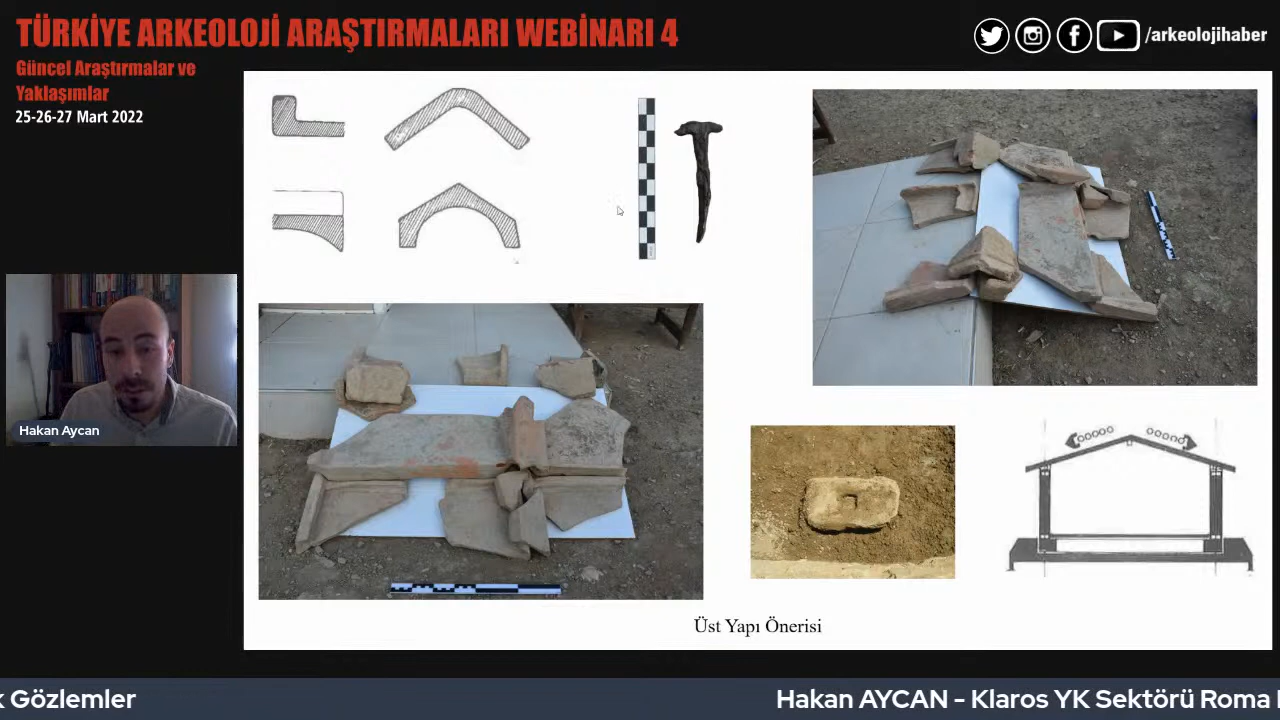 TÜRKİYE ARKEOLOJİ ARAŞTIRMALARI WEBİNARI 4
/arkeolojihaber
Güncel Araştırmalar ve
Yaklaşımlar
25-26-27 Mart 2022
Hakan Aycan
Üst Yapı Önerisi
k Gözlemler
Hakan AYCAN - Klaros YK Sektörü Roma